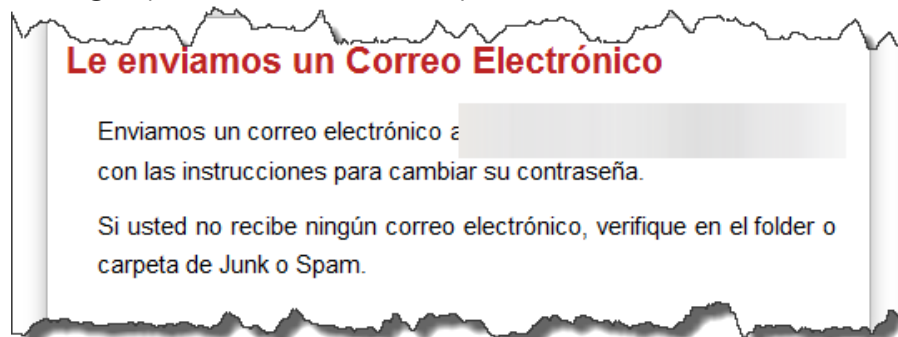 Le enviamos un Correo Electrónico
Enviamos un correo electrónico a
con las instrucciones para cambiar su contraseña.
Si usted no recibe ningún correo electrónico, verifique en el folder o
carpeta de Junk o Spam.